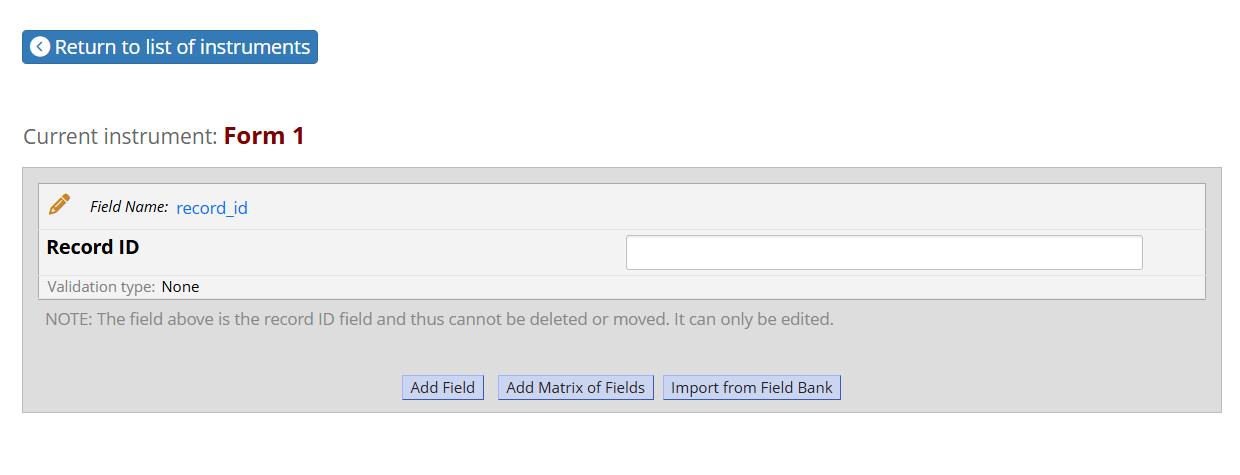 Return to list of instruments
Current instrument: Form 1
Field Name: record_id
Record ID
Validation type: None
NOTE: The field above is the record ID field and thus cannot be deleted or moved. It can only be edited.
Add Field Add Matrix of Fields Import from Field Bank